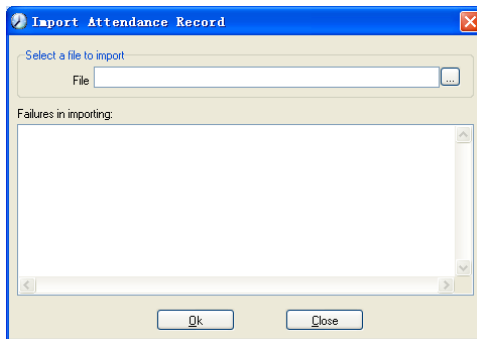 Import Attendance Record
Select a file to import
File
...
Failures in importing:
Ok
Close